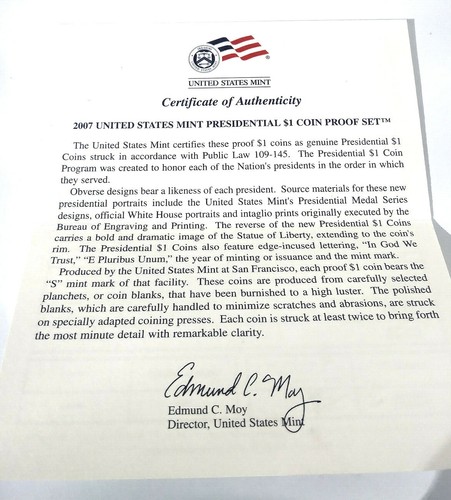 UNITED STATES MINT
Certificate of Authenticity
2007 UNITED STATES MINT PRESIDENTIAL $1 COIN PROOF SET™
The United States Mint certifies these proof $1 coins as genuine Presidential $1
Coins struck in accordance with Public Law 109-145. The Presidential $1 Coin
Program was created to honor each of the Nation's presidents in the order in which
they served.
Obverse designs bear a likeness of each president. Source materials for these new
presidential portraits include the United States Mint's Presidential Medal Series
designs, official White House portraits and intaglio prints originally executed by the
Bureau of Engraving and Printing. The reverse of the new Presidential $1 Coins
carries a bold and dramatic image of the Statue of Liberty, extending to the coin's
rim. The Presidential $1 Coins also feature edge-incused lettering, "In God We
Trust," "E Pluribus Unum," the year of minting or issuance and the mint mark.
Produced by the United States Mint at San Francisco, each proof $1 coin bears the
"S" mint mark of that facility. These coins are produced from carefully selected
planchets, or coin blanks, that have been burnished to a high luster. The polished
blanks, which are carefully handled to minimize scratches and abrasions, are struck
on specially adapted coining presses. Each coin is struck at least twice to bring forth
the most minute detail with remarkable clarity.
Edmund C. Moy
Edmund C. Moy
Director, United States Mint